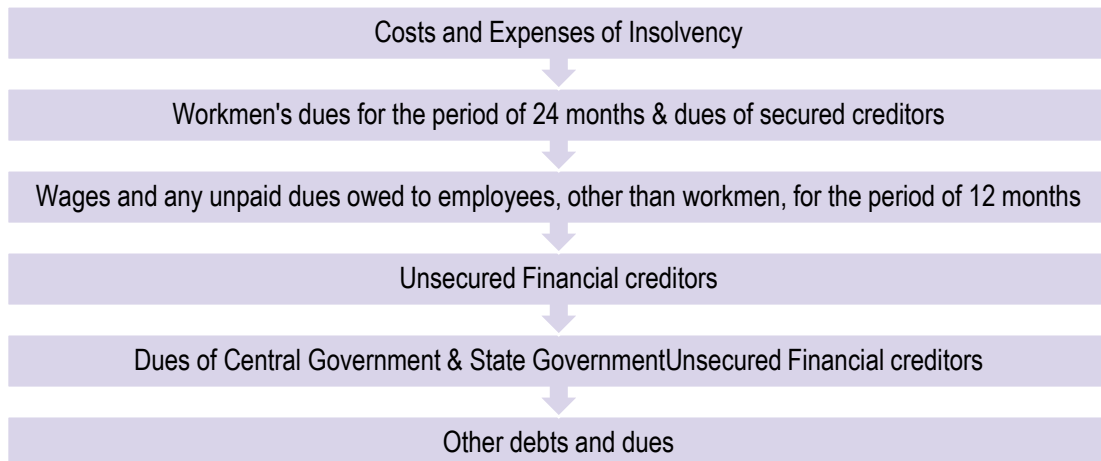 Costs and Expenses of Insolvency
Workmen's dues for the period of 24 months & dues of secured creditors
Wages and any unpaid dues owed to employees, other than workmen, for the period of 12 months
Unsecured Financial creditors
Dues of Central Government & State GovernmentUnsecured Financial creditors
Other debts and dues